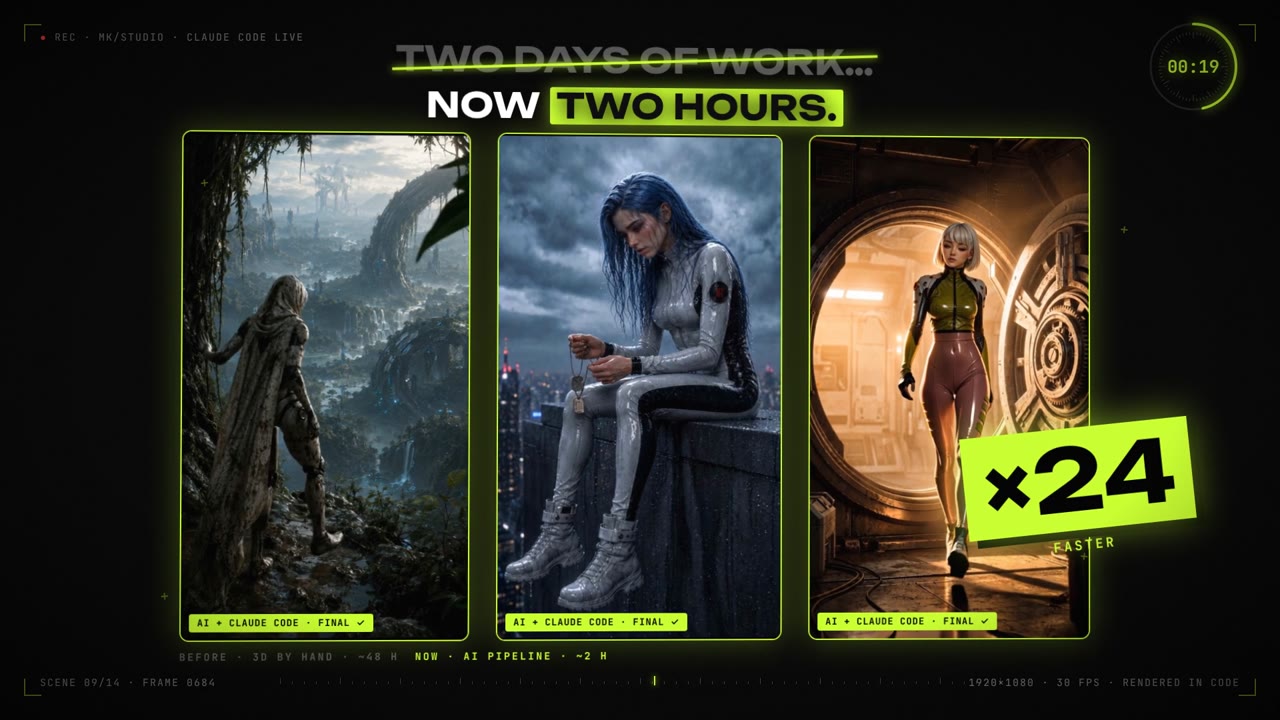 REC · MK/STUDIO · CLAUDE CODE LIVE
00:19
TWO DAYS OF WORK...
NOW TWO HOURS.
×24
FASTER
AI + CLAUDE CODE · FINAL ✓
AI + CLAUDE CODE · FINAL ✓
AI + CLAUDE CODE · FINAL ✓
BEFORE · 3D BY HAND · ~48 H NOW · AI PIPELINE · ~2 H
SCENE 09/14 · FRAME 0684
1920×1080 · 30 FPS · RENDERED IN CODE